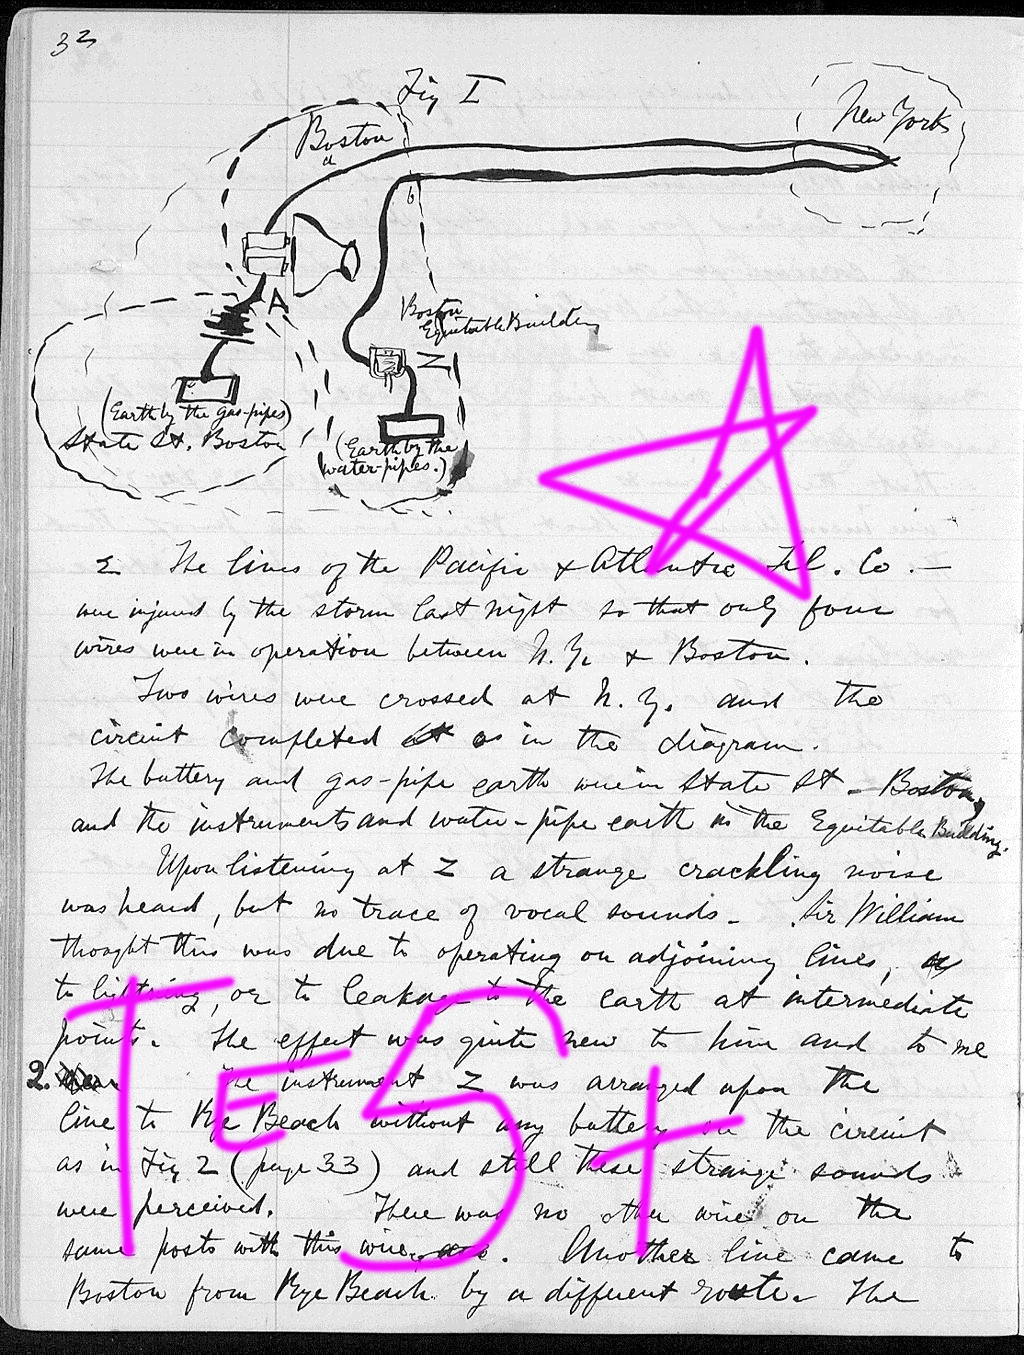 32
Fig I
Boston
New York
a
b
A
Boston
Equitable Building
Z
(Earth by the gas-pipes)
State St. Boston
(Earth by the
water-pipes.)
Σ The lines of the Pacific & Atlantic Tel. Co. —
were injured by the storm last night so that only four
wires were in operation between N.Y. & Boston.
Two wires were crossed at N.Y. and the
circuit completed as in the diagram.
The battery and gas-pipe earth were in State St. - Boston,
and the instruments and water-pipe earth in the Equitable Building.
Upon listening at Z a strange crackling noise
was heard, but no trace of vocal sounds - Sir William
thought this was due to operating on adjoining lines,
to lightning, or to leakage to the earth at intermediate
points. The effect was quite new to him and to me
2. The instrument Z was arranged upon the
line to Rye Beach without any battery on the circuit
as in Fig 2 (page 33) and still these strange sounds
were perceived. There was no other wire on the
same posts with this wire. Another line came to
Boston from Rye Beach by a different route. The
TESt